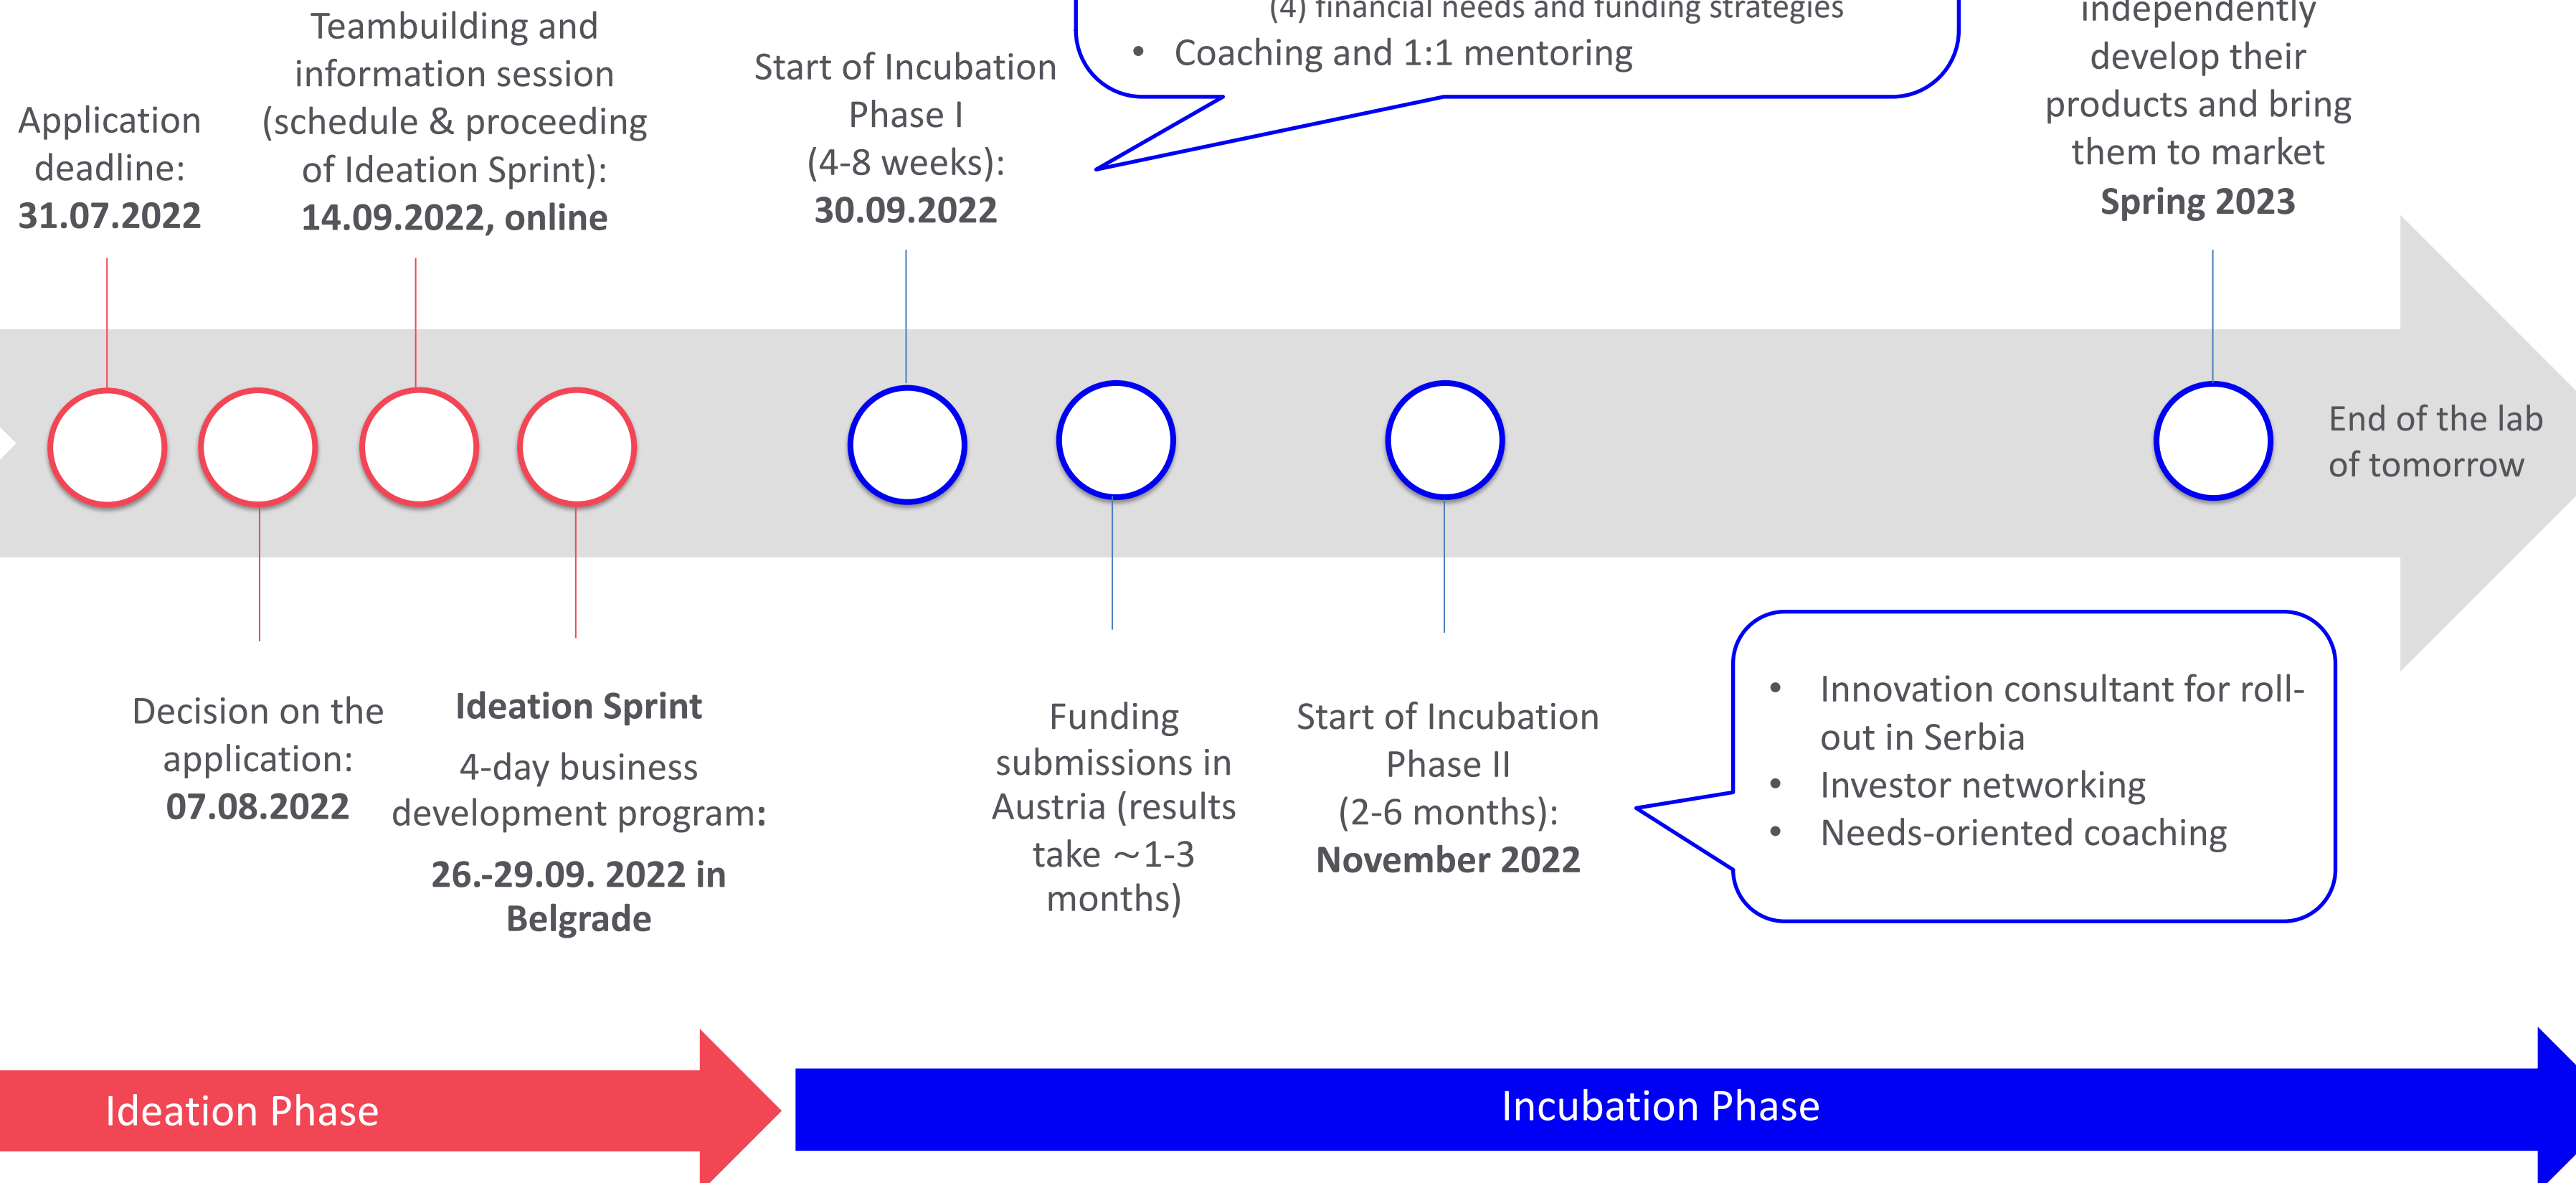 Application
deadline:
31.07.2022
Teambuilding and
information session
(schedule & proceeding
of Ideation Sprint):
14.09.2022, online
Start of Incubation
Phase I
(4-8 weeks):
30.09.2022
(4) financial needs and funding strategies
• Coaching and 1:1 mentoring
independently
develop their
products and bring
them to market
Spring 2023
End of the lab
of tomorrow
Decision on the
application:
07.08.2022
Ideation Sprint
4-day business
development program:
26.-29.09. 2022 in
Belgrade
Funding
submissions in
Austria (results
take ~1-3
months)
Start of Incubation
Phase II
(2-6 months):
November 2022
• Innovation consultant for roll-
out in Serbia
• Investor networking
• Needs-oriented coaching
Ideation Phase
Incubation Phase